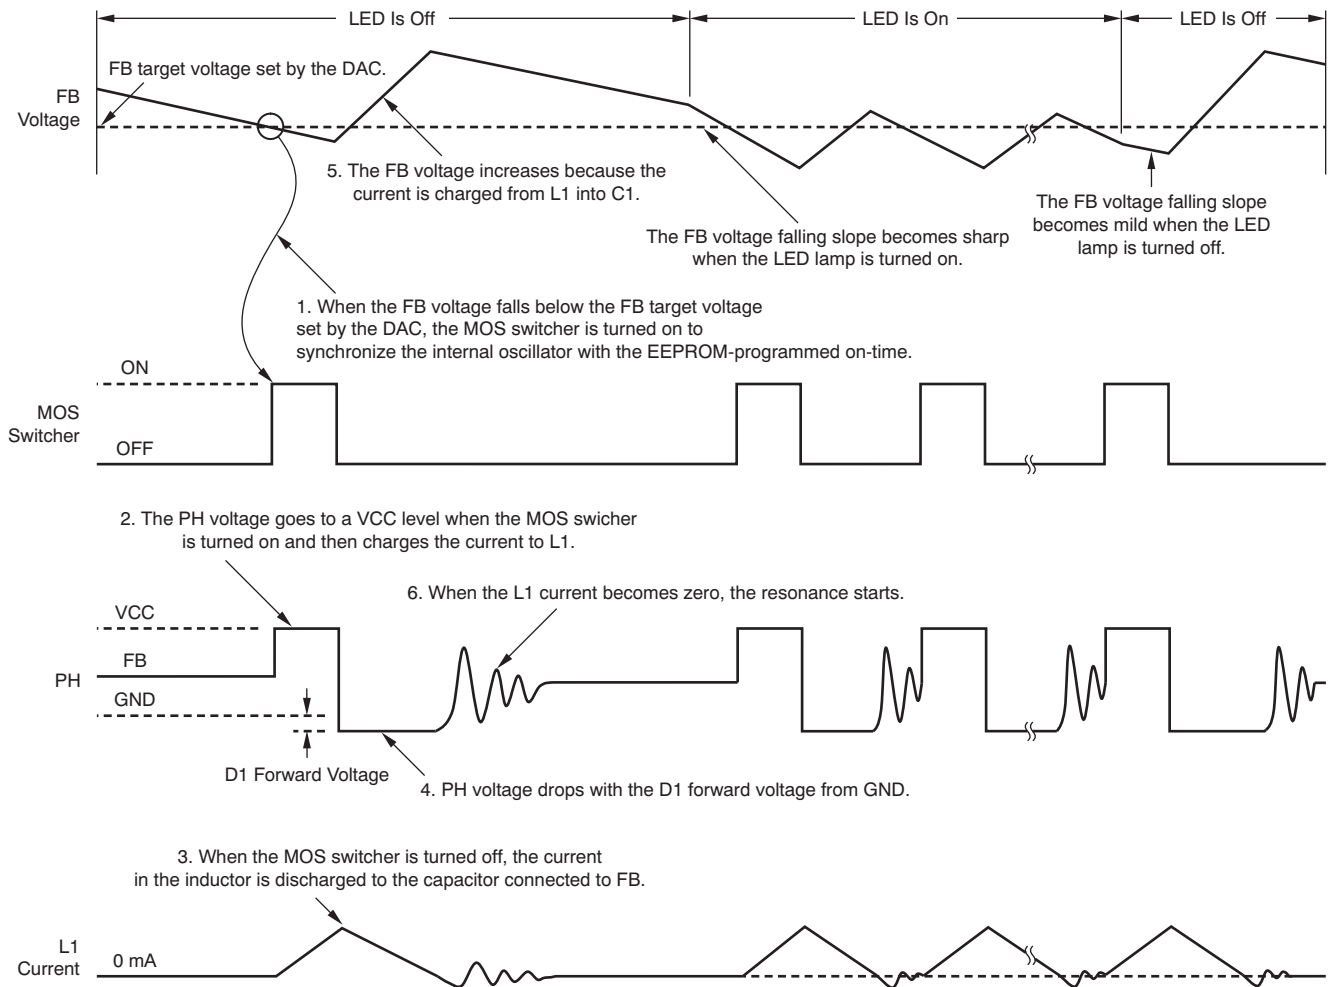 LED Is Off
LED Is On
LED Is Off
FB target voltage set by the DAC.
FB
Voltage
5. The FB voltage increases because the
current is charged from L1 into C1.
The FB voltage falling slope becomes sharp
when the LED lamp is turned on.
The FB voltage falling slope
becomes mild when the LED
lamp is turned off.
1. When the FB voltage falls below the FB target voltage
set by the DAC, the MOS switcher is turned on to
synchronize the internal oscillator with the EEPROM-programmed on-time.
ON
MOS
Switcher
OFF
2. The PH voltage goes to a VCC level when the MOS swicher
is turned on and then charges the current to L1.
6. When the L1 current becomes zero, the resonance starts.
VCC
FB
PH
GND
D1 Forward Voltage
4. PH voltage drops with the D1 forward voltage from GND.
3. When the MOS switcher is turned off, the current
in the inductor is discharged to the capacitor connected to FB.
L1
Current
0 mA